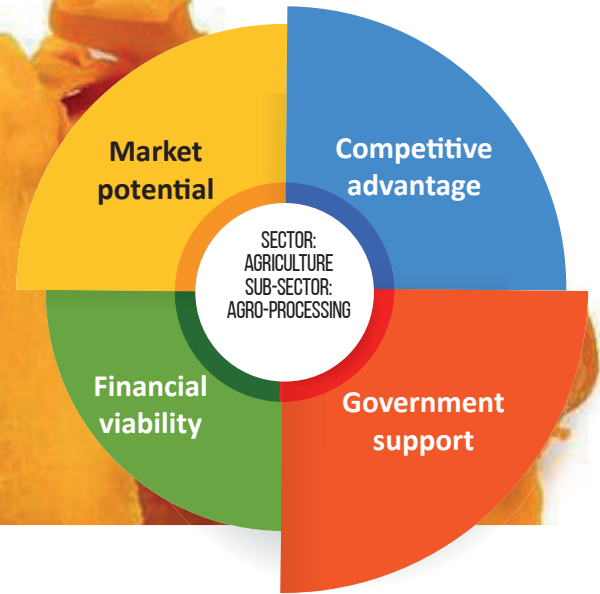 Market
potential
Competitive
advantage
SECTOR:
AGRICULTURE
SUB-SECTOR:
AGRO-PROCESSING
Financial
viability
Government
support